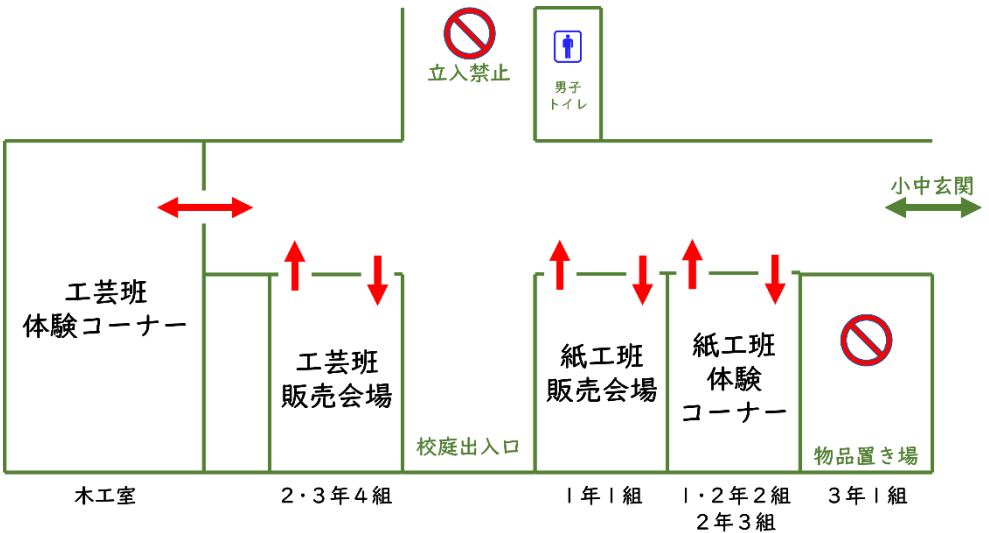 立入禁止
男子
トイレ
小中玄関
工芸班
体験コーナー
工芸班
販売会場
紙工班
販売会場
紙工班
体験
コーナー
校庭出入口
物品置き場
木工室
2・3年4組
1年1組
1・2年2組
2年3組
3年1組